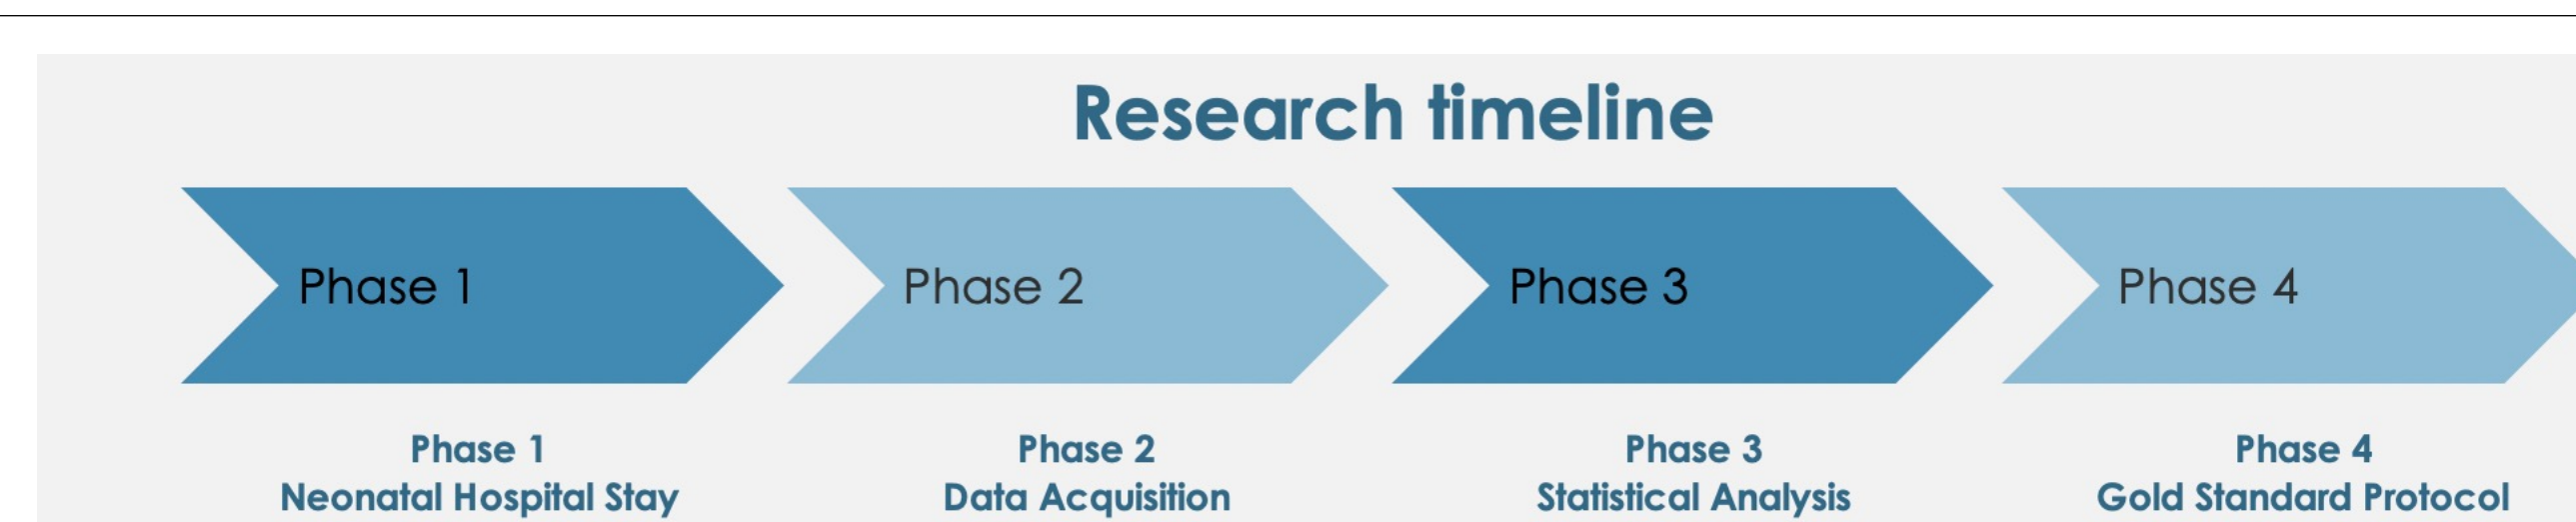 Research timeline
Phase 1
Phase 2
Phase 3
Phase 4
Phase 1
Neonatal Hospital Stay
Phase 2
Data Acquisition
Phase 3
Statistical Analysis
Phase 4
Gold Standard Protocol